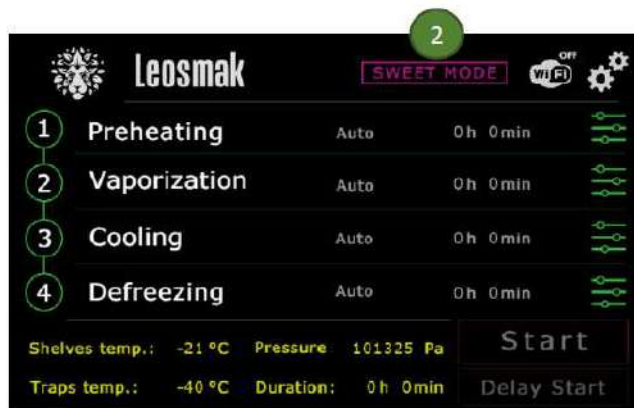 2
Leosmak SWEET MODE WiFi OFF
1 Preheating Auto 0h 0min
2 Vaporization Auto 0h 0min
3 Cooling Auto 0h 0min
4 Defreezing Auto 0h 0min
Shelves temp.: -21 °C Pressure 101325 Pa Start
Traps temp.: -40 °C Duration: 0h 0min Delay Start